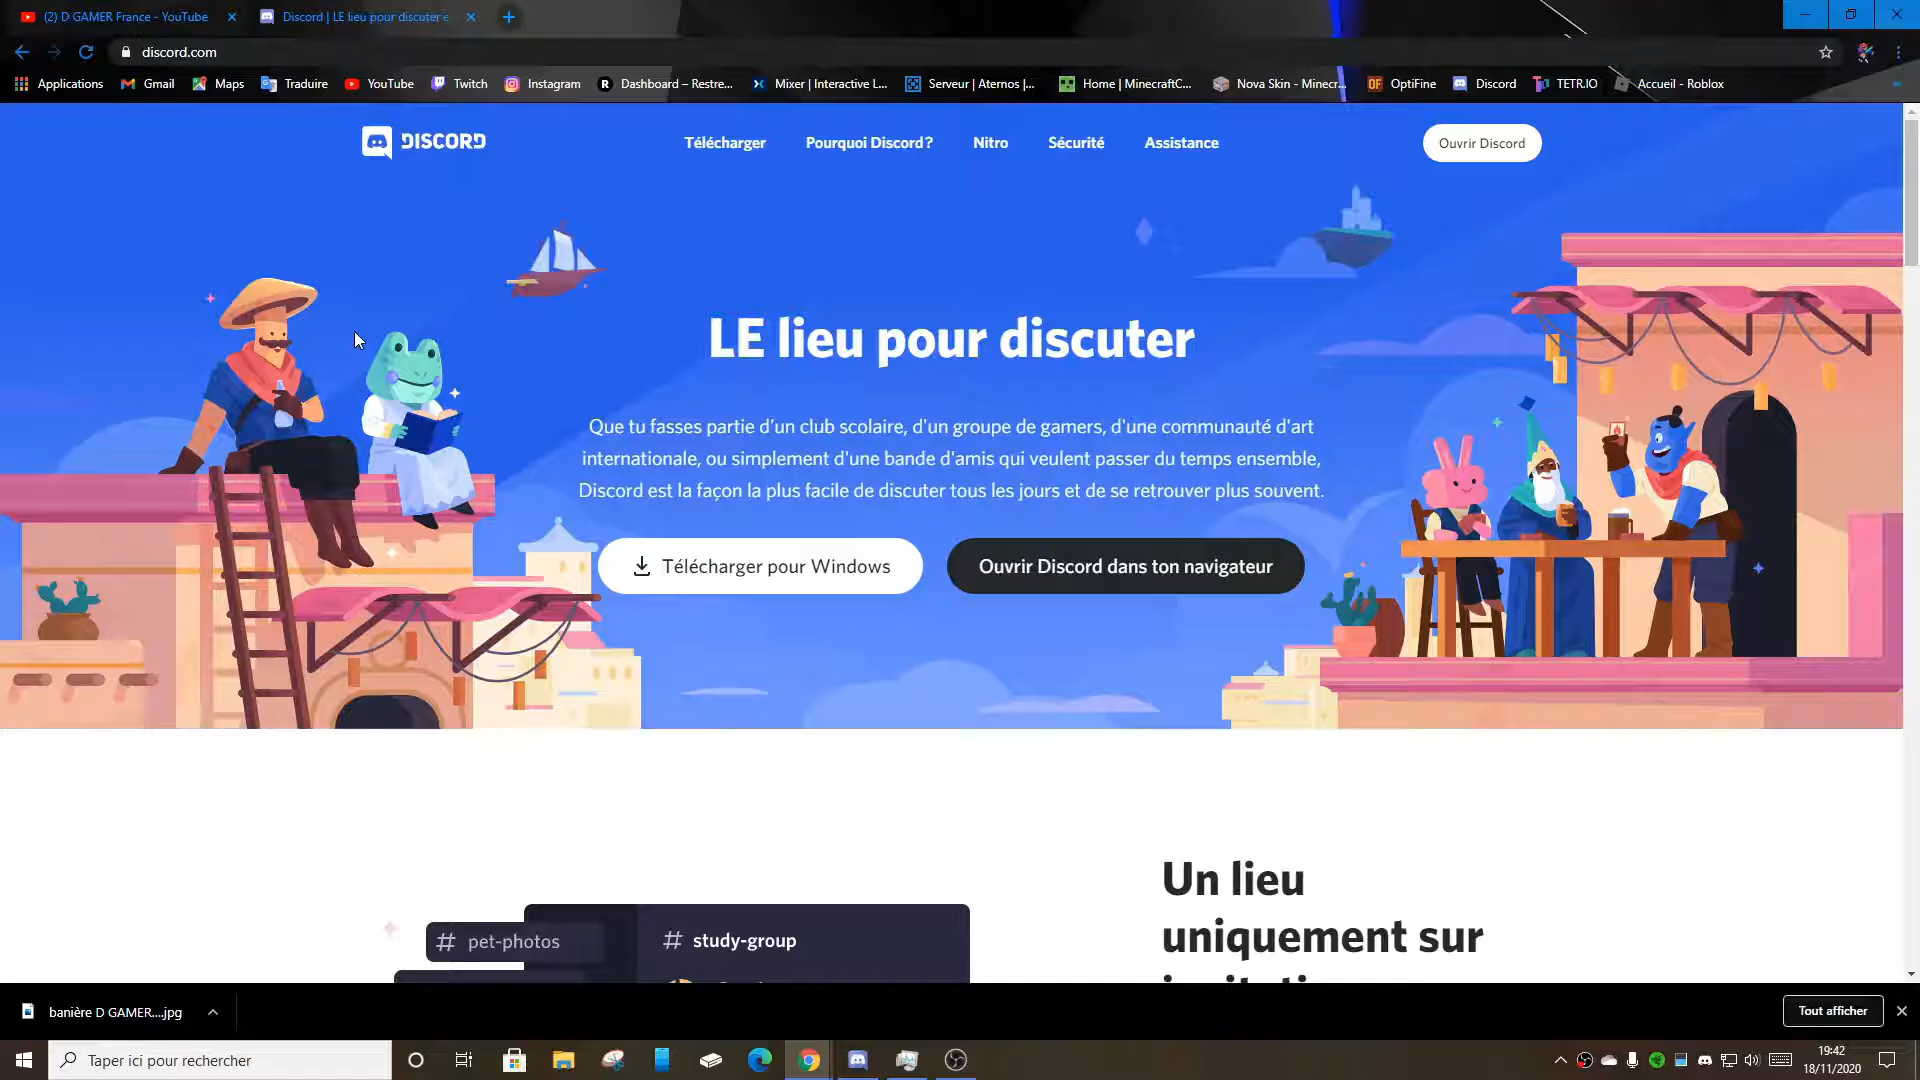 (2) D GAMER France - YouTube
Discord | LE lieu pour discuter e
discord.com
Applications
Gmail
Maps
Traduire
YouTube
Twitch
Instagram
Dashboard – Restre...
Mixer | Interactive L...
Serveur | Aternos |...
Home | MinecraftC...
Nova Skin - Minecr...
OptiFine
Discord
TETR.IO
Accueil - Roblox
DISCORD
Télécharger
Pourquoi Discord ?
Nitro
Sécurité
Assistance
Ouvrir Discord
LE lieu pour discuter
Que tu fasses partie d'un club scolaire, d'un groupe de gamers, d'une communauté d'art
internationale, ou simplement d'une bande d'amis qui veulent passer du temps ensemble,
Discord est la façon la plus facile de discuter tous les jours et de se retrouver plus souvent.
Télécharger pour Windows
Ouvrir Discord dans ton navigateur
Un lieu
uniquement sur
# pet-photos
# study-group
banière D GAMER....jpg
Tout afficher
Taper ici pour rechercher
19:42
18/11/2020